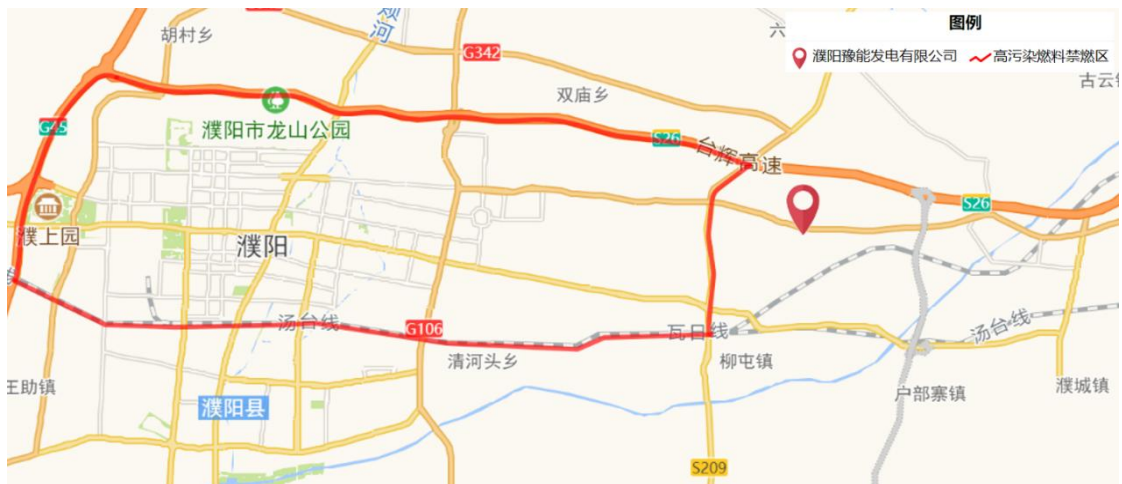 图例
濮阳豫能发电有限公司
高污染燃料禁燃区
胡村乡
G342
双庙乡
六
古云镇
G45
濮阳市龙山公园
S26
台辉高速
S26
濮上园
濮阳
汤台线
G106
瓦日线
汤台线
清河头乡
柳屯镇
王助镇
户部寨镇
濮城镇
濮阳县
S209